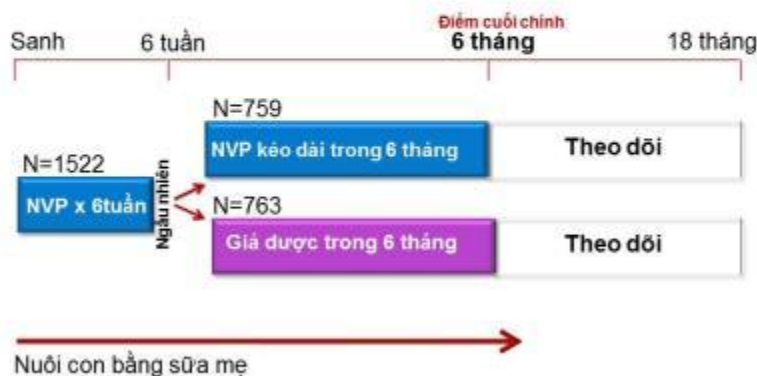 Điểm cuối chính
Sanh 6 tuần 6 tháng 18 tháng
N=759
NVP kéo dài trong 6 tháng Theo dõi
N=1522
NVP x 6tuần
Ngẫu nhiên
N=763
Giả dược trong 6 tháng Theo dõi
Nuôi con bằng sữa mẹ